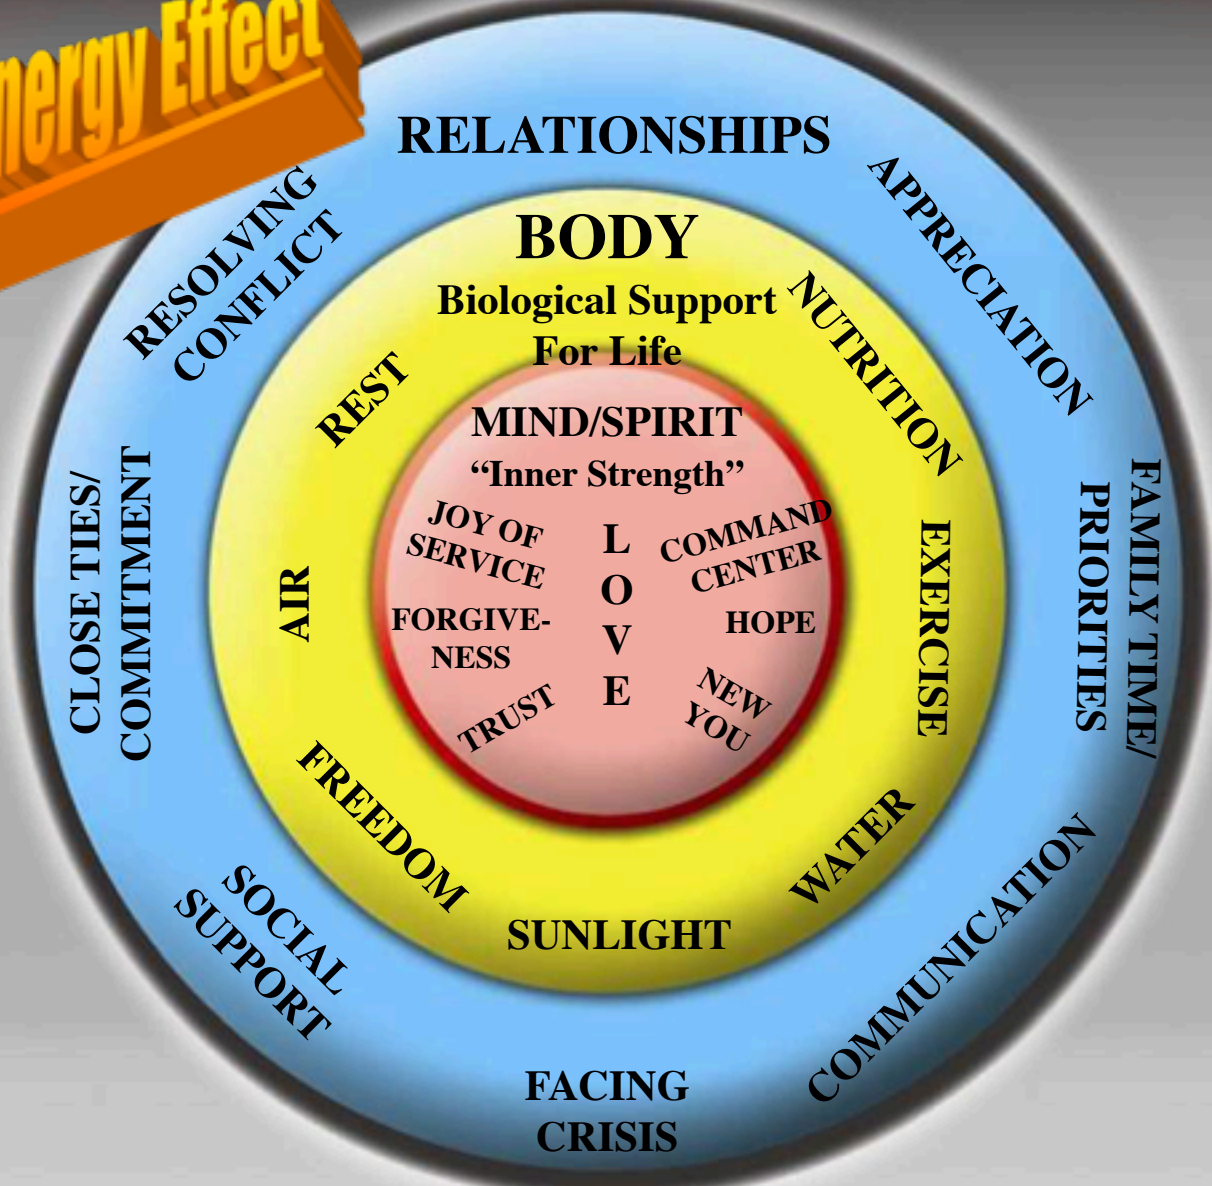 nergy Effect
RELATIONSHIPS
APPRECIATION
FAMILY TIME/
PRIORITIES
COMMUNICATION
FACING
CRISIS
SOCIAL
SUPPORT
CLOSE TIES/
COMMITMENT
RESOLVING
CONFLICT
BODY
Biological Support
For Life
NUTRITION
EXERCISE
WATER
SUNLIGHT
FREEDOM
AIR
REST
MIND/SPIRIT
“Inner Strength”
JOY OF
SERVICE
FORGIVE-
NESS
TRUST
L
O
V
E
COMMAND
CENTER
HOPE
NEW
YOU